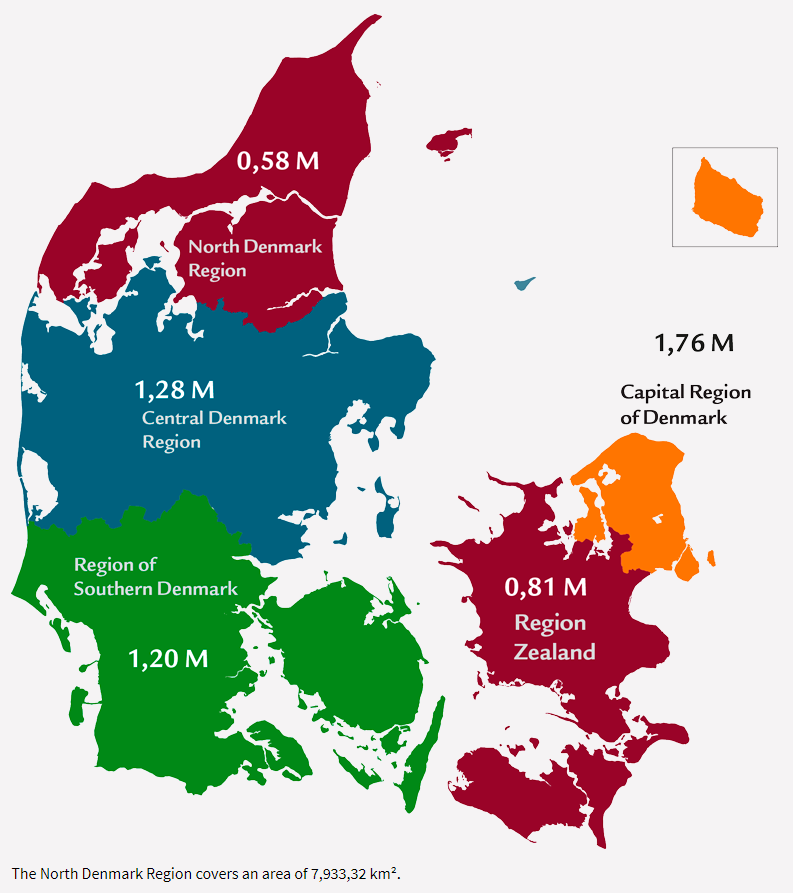 0,58 M
North Denmark
Region
1,76 M
1,28 M
Capital Region
of Denmark
Central Denmark
Region
Region of
Southern Denmark
0,81 M
Region
Zealand
1,20 M
The North Denmark Region covers an area of 7,933,32 km².